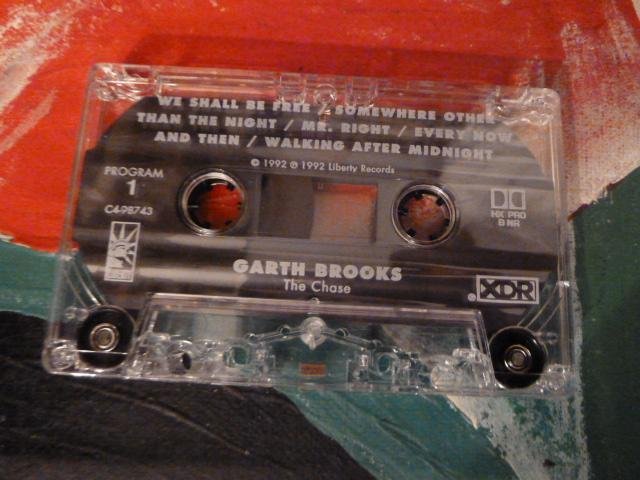 WE SHALL BE FREE / SOMEWHERE OTHER
THAN THE NIGHT / MR. RIGHT / EVERY NOW
AND THEN / WALKING AFTER MIDNIGHT
© 1992 ℗ 1992 Liberty Records
PROGRAM
1
C4-98743
HX PRO
B NR
GARTH BROOKS
The Chase
XDR